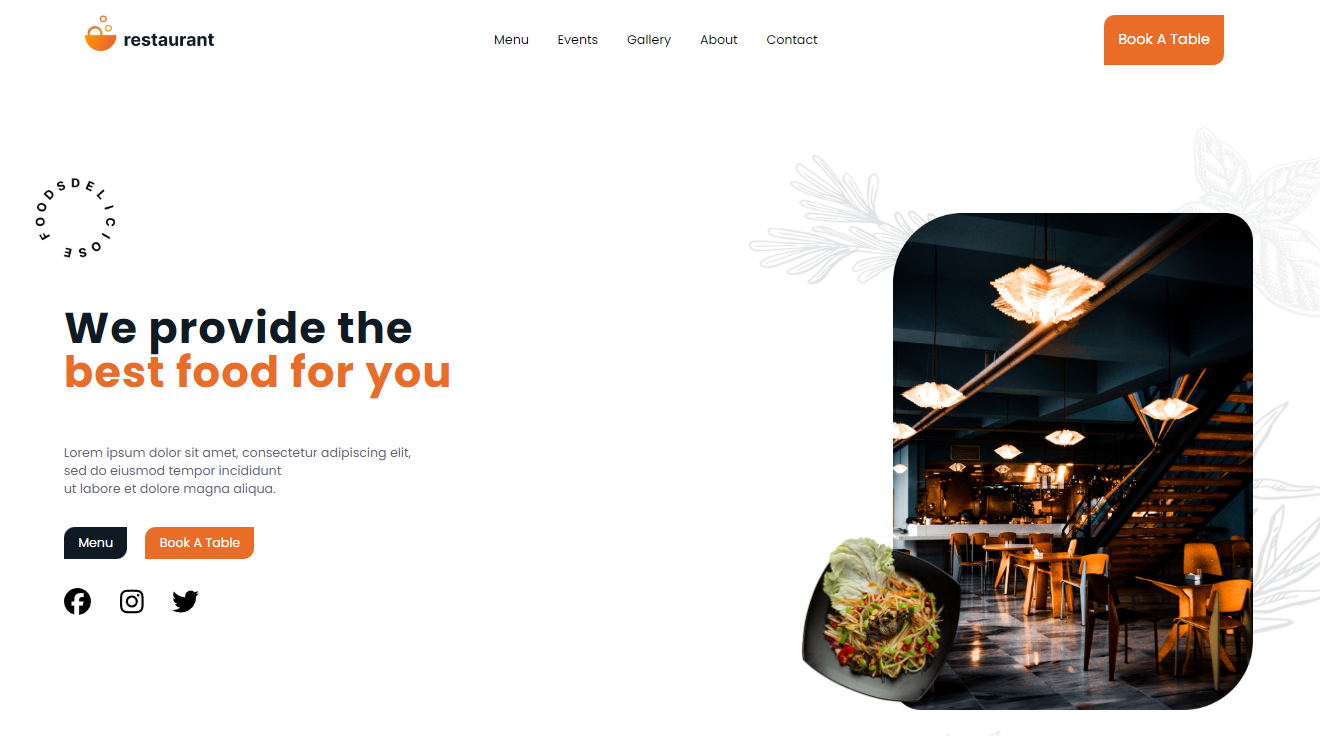 restaurant
Menu Events Gallery About Contact
Book A Table
FOODSDELICIOSE
We provide the
best food for you
Lorem ipsum dolor sit amet, consectetur adipiscing elit,
sed do eiusmod tempor incididunt
ut labore et dolore magna aliqua.
Menu
Book A Table